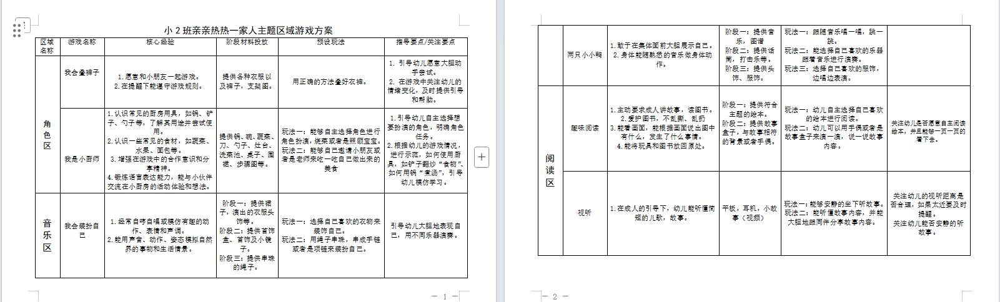 小2班亲亲热热一家人主题区域游戏方案
区域
名称
游戏名称
核心经验
阶段材料投放
预设玩法
指导要点/关注要点
角
色
区
我会叠裤子
1.愿意和小朋友一起游戏。
2.在提醒下能遵守游戏规则。
提供各种衣服以
及裤子，支架图。
用正确的方法叠好衣裤。
1. 引导幼儿愿意大胆动
手尝试。
2. 在游戏中关注幼儿的
情绪变化，及时提供引导
和帮助。
我是小厨师
1.认识常见的厨房用具，如锅、铲
子、勺子等，了解其用途并尝试使
用。
2.认识一些常见的食材，如蔬菜、
水果、面包等。
3.增强在游戏中的合作意识和分
享精神。
4.锻炼语言表达能力，能与小伙伴
交流在小厨房的活动体验和想法。
提供锅、碗、蔬菜、
刀、勺子、灶台、
洗菜池、桌子、围
裙、步骤图等。
玩法一：能够自主选择角色进行
角色扮演，烧菜或者是照顾宝宝。
玩法二：能够自己邀请小朋友或
者是老师来吃一吃自己做出来的
美食
1.引导幼儿自主选择想
要扮演的角色，明确角色
任务。
2.根据幼儿的游戏情况，
进行示范，如何使用厨
具，如铲子翻炒“食物”、
如何用锅“煮汤”，引导
幼儿模仿学习。
音
乐
区
我会装扮自
己
1.经常自哼自唱或模仿有趣的动
作、表情和声调。
2.能用声音、动作、姿态模拟自然
界的事物和生活情景。
阶段一：提供裙
子，演出的衣服头
饰等。
阶段二：提供首饰
盒、首饰及小镜
子。
阶段三：提供串珠
的绳子。
玩法一：选择自己喜欢的衣物来
装饰自己。
玩法二：用绳子串珠，串成手链
或者是项链来装扮自己。
引导幼儿大胆地表现自
己，用不同乐器演奏。
— 1 —
两只小小鸭
1.敢于在集体面前大胆展示自己。
2.身体能随熟悉的音乐做身体动
作。
阶段一：提供音
乐，图谱
阶段二：提供话
筒，打击乐等。
阶段三：提供头
饰、服饰。
玩法一：跟随音乐唱一唱，跳一
跳。
玩法二：能选择自己喜欢的乐器
跟着音乐进行演奏。
玩法三：选择自己喜欢的服饰，
边唱边表演。
阅
读
区
趣味阅读
1.主动要求成人讲故事，读图书。
2.爱护图书，不乱撕、乱扔
3.能看画面，能根据画面说出图中
有什么，发生了什么事情。
4.能将玩具和图书放回原处。
阶段一：提供符合
主题的绘本。
阶段二：提供故事
盒子，与故事相符
的背景或者手偶。
玩法一：幼儿自主选择自己喜欢
的绘本进行阅读。
玩法二：幼儿可以用手偶或者是
故事盒子来演一演，说一说故事
内容。
关注幼儿是否愿意自主阅读
绘本，并且能够一页一页的
看下去。
视听
1.在成人的引导下，幼儿能听懂简
短的儿歌，故事。
平板，耳机，小故
事（视频）
玩法一：能够安静的坐下听故事。
玩法二：能听懂故事内容，并能
大胆地跟同伴分享故事内容。
关注幼儿的视听距离是
否合理，如果太近要及时
提醒。
关注幼儿能否安静的听
故事。
— 2 —